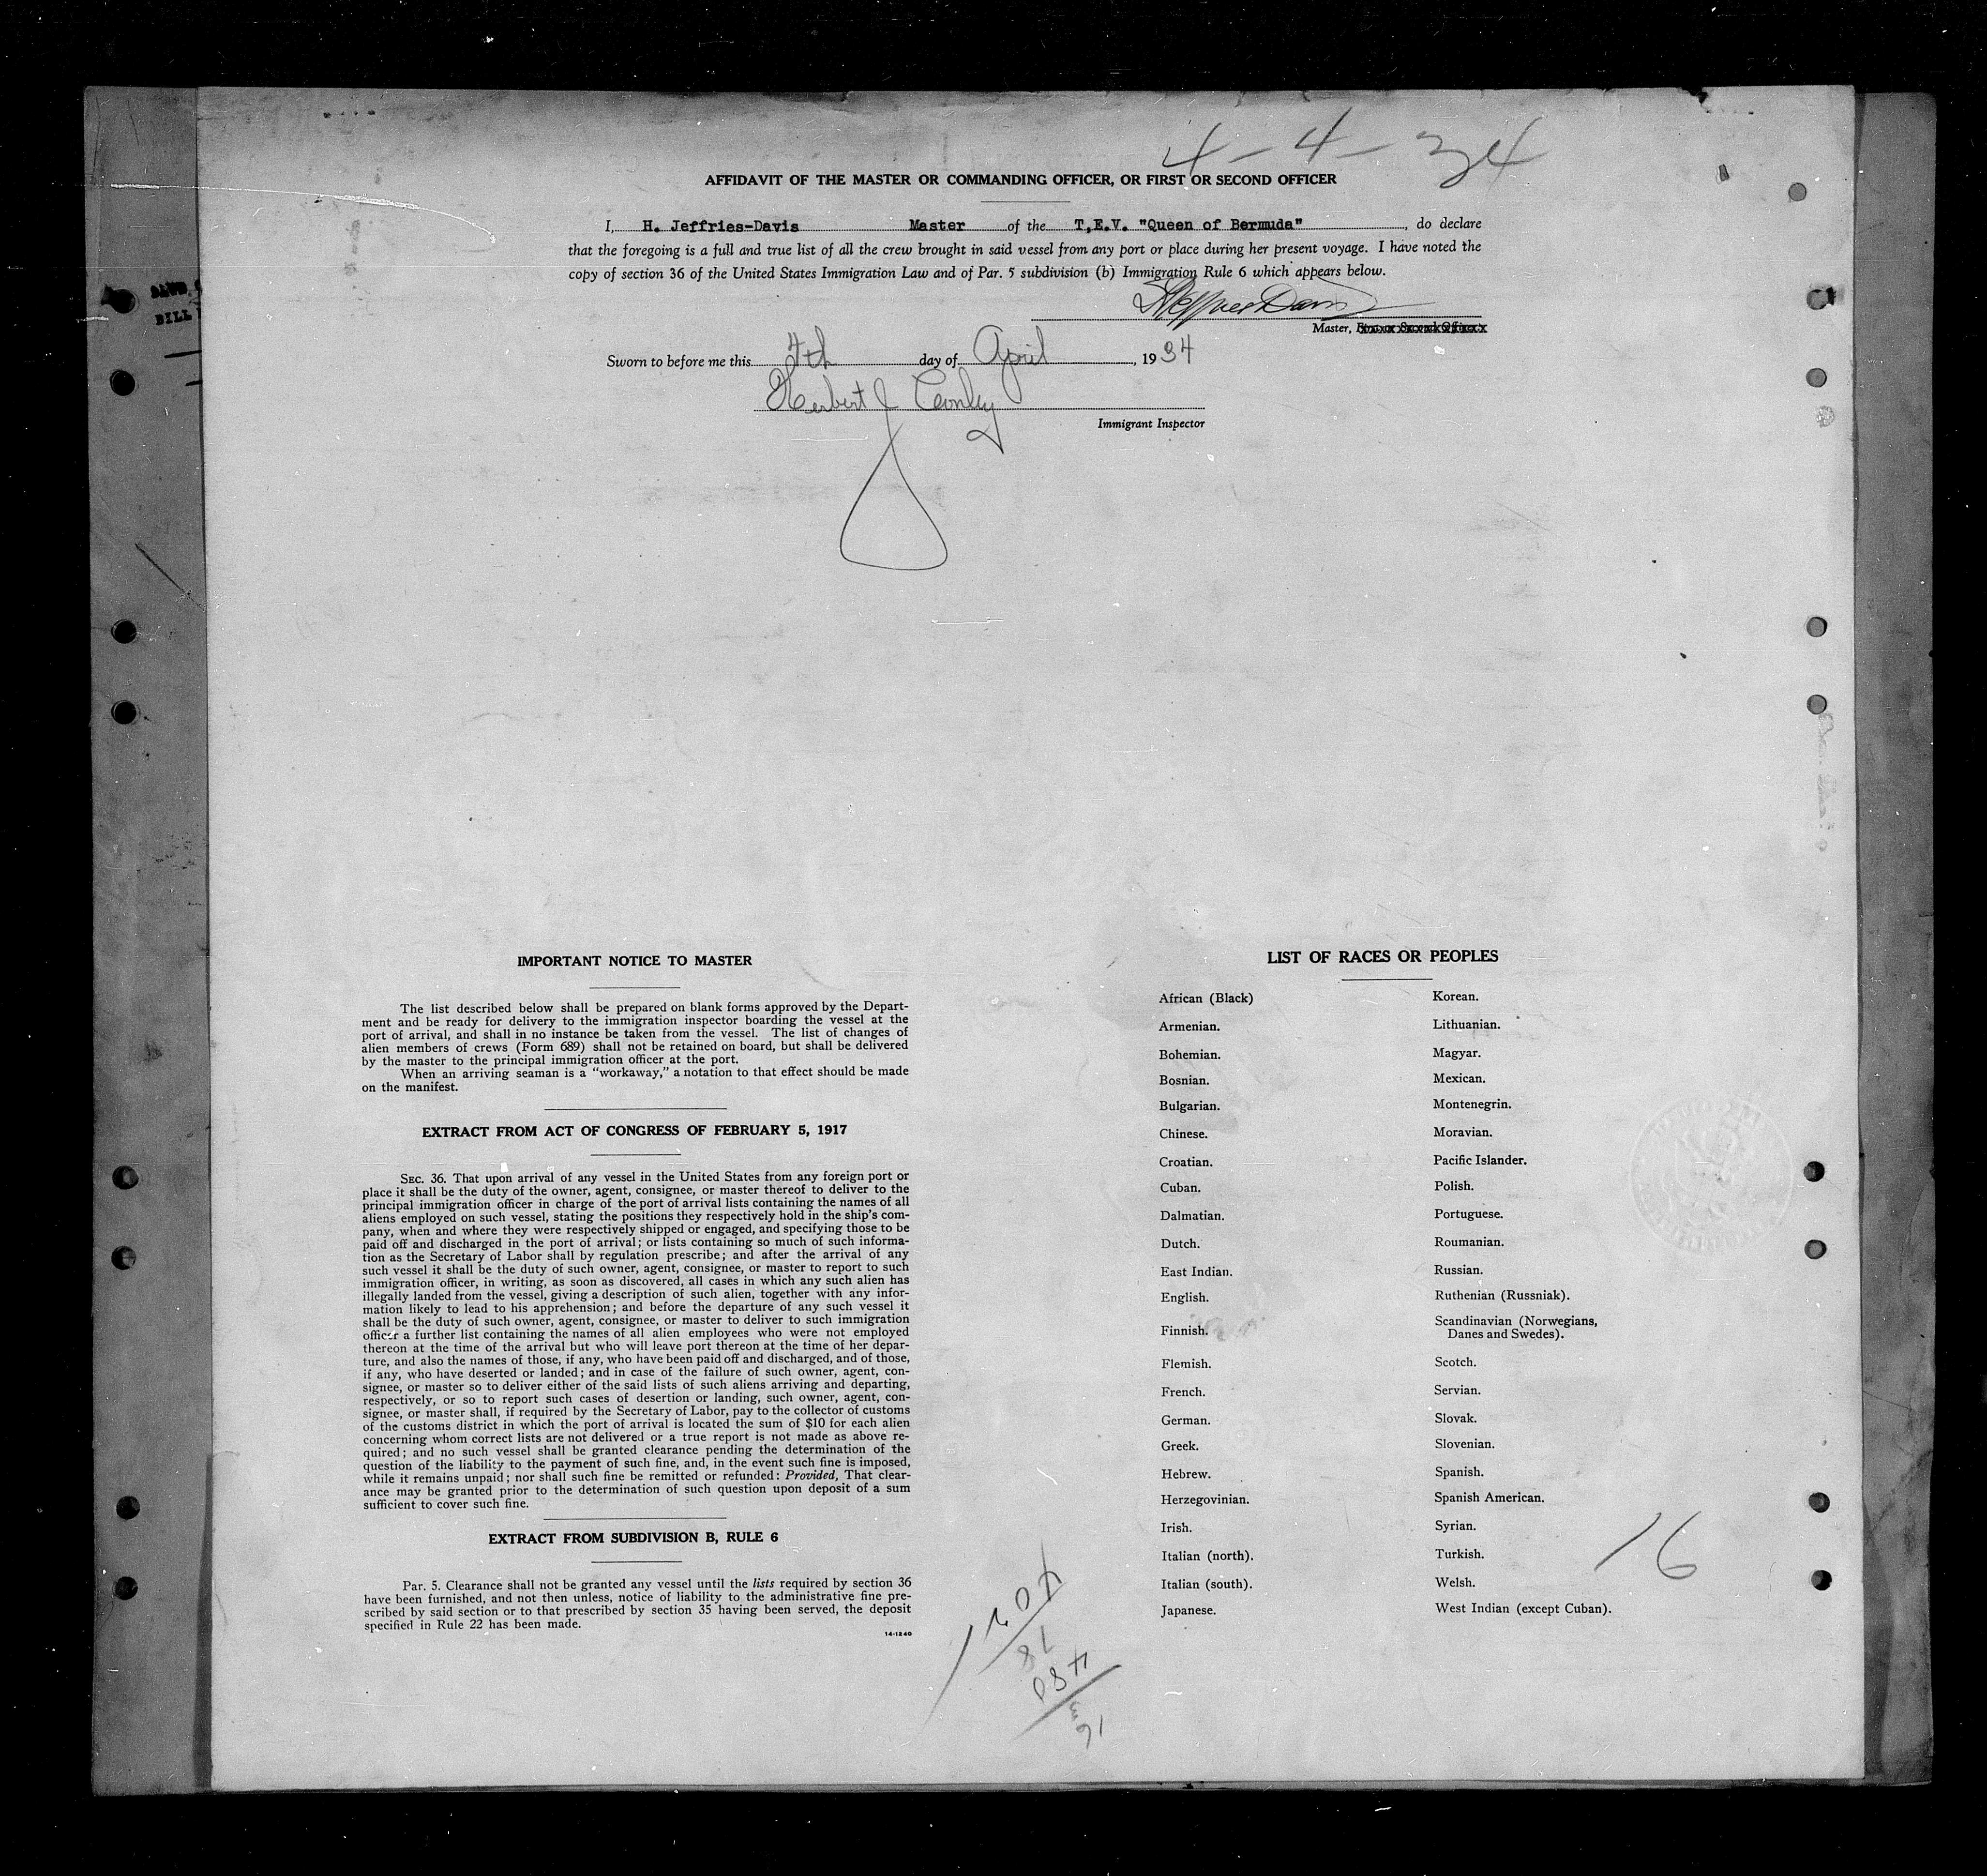 4-4-34
AFFIDAVIT OF THE MASTER OR COMMANDING OFFICER, OR FIRST OR SECOND OFFICER
I, H. Jeffries-Davis Master of the T.E.V. "Queen of Bermuda", do declare
that the foregoing is a full and true list of all the crew brought in said vessel from any port or place during her present voyage. I have noted the
copy of section 36 of the United States Immigration Law and of Par. 5 subdivision (b) Immigration Rule 6 which appears below.
Master, First or Second Officer
Sworn to before me this 4th day of April, 1934
Herbert J
Immigrant Inspector
BILL
IMPORTANT NOTICE TO MASTER
The list described below shall be prepared on blank forms approved by the Depart-
ment and be ready for delivery to the immigration inspector boarding the vessel at the
port of arrival, and shall in no instance be taken from the vessel. The list of changes of
alien members of crews (Form 689) shall not be retained on board, but shall be delivered
by the master to the principal immigration officer at the port.
When an arriving seaman is a "workaway," a notation to that effect should be made
on the manifest.
EXTRACT FROM ACT OF CONGRESS OF FEBRUARY 5, 1917
SEC. 36. That upon arrival of any vessel in the United States from any foreign port or
place it shall be the duty of the owner, agent, consignee, or master thereof to deliver to the
principal immigration officer in charge of the port of arrival lists containing the names of all
aliens employed on such vessel, stating the positions they respectively hold in the ship's com-
pany, when and where they were respectively shipped or engaged, and specifying those to be
paid off and discharged in the port of arrival; or lists containing so much of such informa-
tion as the Secretary of Labor shall by regulation prescribe; and after the arrival of any
such vessel it shall be the duty of such owner, agent, consignee, or master to report to such
immigration officer, in writing, as soon as discovered, all cases in which any such alien has
illegally landed from the vessel, giving a description of such alien, together with any infor-
mation likely to lead to his apprehension; and before the departure of any such vessel it
shall be the duty of such owner, agent, consignee, or master to deliver to such immigration
officer a further list containing the names of all alien employees who were not employed
thereon at the time of the arrival but who will leave port thereon at the time of her depar-
ture, and also the names of those, if any, who have been paid off and discharged, and of those,
if any, who have deserted or landed; and in case of the failure of such owner, agent, con-
signee, or master so to deliver either of the said lists of such aliens arriving and departing,
respectively, or so to report such cases of desertion or landing, such owner, agent, con-
signee, or master shall, if required by the Secretary of Labor, pay to the collector of customs
of the customs district in which the port of arrival is located the sum of $10 for each alien
concerning whom correct lists are not delivered or a true report is not made as above re-
quired; and no such vessel shall be granted clearance pending the determination of the
question of the liability to the payment of such fine, and, in the event such fine is imposed,
while it remains unpaid; nor shall such fine be remitted or refunded: Provided, That clear-
ance may be granted prior to the determination of such question upon deposit of a sum
sufficient to cover such fine.
EXTRACT FROM SUBDIVISION B, RULE 6
Par. 5. Clearance shall not be granted any vessel until the lists required by section 36
have been furnished, and not then unless, notice of liability to the administrative fine pre-
scribed by said section or to that prescribed by section 35 having been served, the deposit
specified in Rule 22 has been made.
14-1240
LIST OF RACES OR PEOPLES
African (Black)
Armenian.
Bohemian.
Bosnian.
Bulgarian.
Chinese.
Croatian.
Cuban.
Dalmatian.
Dutch.
East Indian.
English.
Finnish.
Flemish.
French.
German.
Greek.
Hebrew.
Herzegovinian.
Irish.
Italian (north).
Italian (south).
Japanese.
Korean.
Lithuanian.
Magyar.
Mexican.
Montenegrin.
Moravian.
Pacific Islander.
Polish.
Portuguese.
Roumanian.
Russian.
Ruthenian (Russniak).
Scandinavian (Norwegians,
Danes and Swedes).
Scotch.
Servian.
Slovak.
Slovenian.
Spanish.
Spanish American.
Syrian.
Turkish.
Welsh.
West Indian (except Cuban).
16
402
78
480